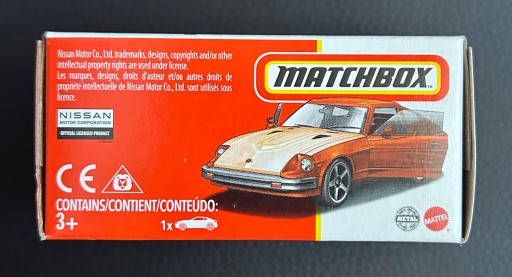 Nissan Motor Co., Ltd. trademarks, designs, copyrights and/or other
intellectual property rights are used under license.
Les marques, designs, droits d'auteur et/ou autres droits de
propriété intellectuelle de Nissan Motor Co., Ltd. sont utilisés sous
licence.
NISSAN
MOTOR CORPORATION
OFFICIAL LICENSED PRODUCT
CE
CONTAINS/CONTIENT/CONTEÚDO:
3+
1x
MATCHBOX™
METAL
MATTEL